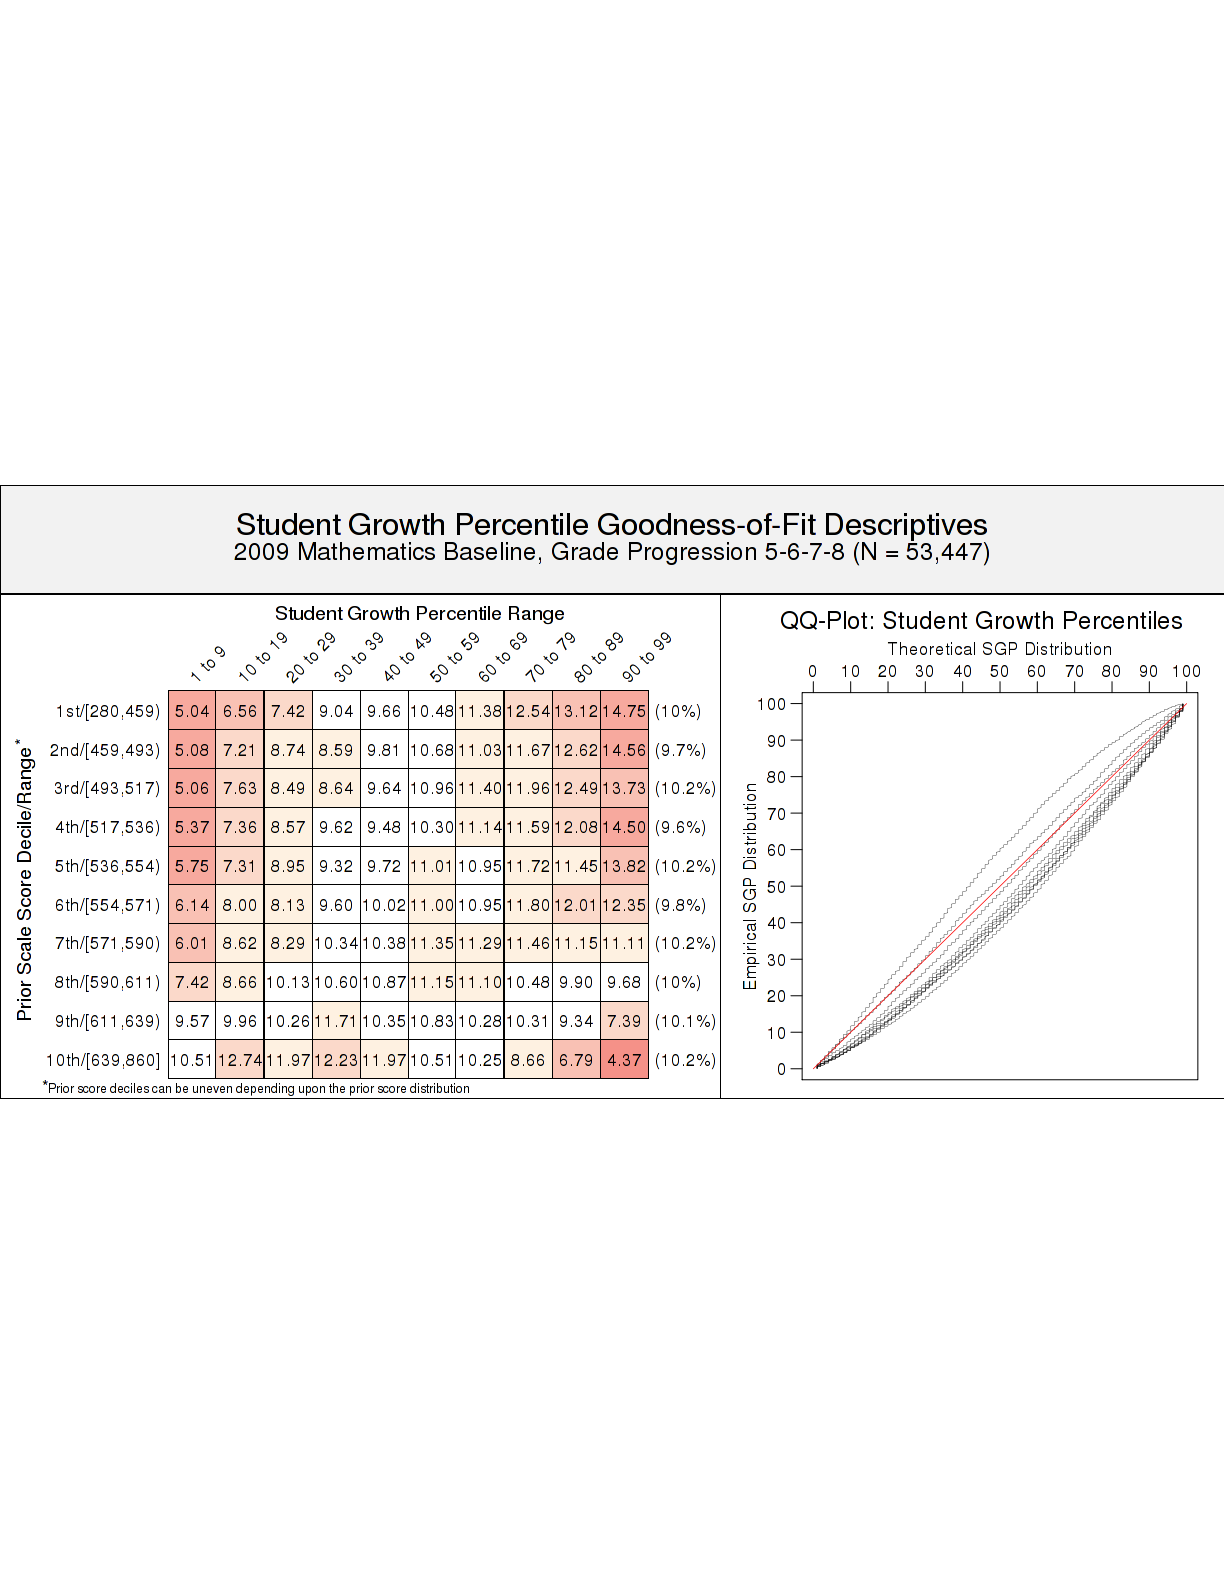 Student Growth Percentile Goodness-of-Fit Descriptives
2009 Mathematics Baseline, Grade Progression 5-6-7-8 (N = 53,447)
Student Growth Percentile Range
1 to 9 10 to 19 20 to 29 30 to 39 40 to 49 50 to 59 60 to 69 70 to 79 80 to 89 90 to 99
Prior Scale Score Decile/Range*
1st/[280,459) 5.04 6.56 7.42 9.04 9.66 10.48 11.38 12.54 13.12 14.75 (10%)
2nd/[459,493) 5.08 7.21 8.74 8.59 9.81 10.68 11.03 11.67 12.62 14.56 (9.7%)
3rd/[493,517) 5.06 7.63 8.49 8.64 9.64 10.96 11.40 11.96 12.49 13.73 (10.2%)
4th/[517,536) 5.37 7.36 8.57 9.62 9.48 10.30 11.14 11.59 12.08 14.50 (9.6%)
5th/[536,554) 5.75 7.31 8.95 9.32 9.72 11.01 10.95 11.72 11.45 13.82 (10.2%)
6th/[554,571) 6.14 8.00 8.13 9.60 10.02 11.00 10.95 11.80 12.01 12.35 (9.8%)
7th/[571,590) 6.01 8.62 8.29 10.34 10.38 11.35 11.29 11.46 11.15 11.11 (10.2%)
8th/[590,611) 7.42 8.66 10.13 10.60 10.87 11.15 11.10 10.48 9.90 9.68 (10%)
9th/[611,639) 9.57 9.96 10.26 11.71 10.35 10.83 10.28 10.31 9.34 7.39 (10.1%)
10th/[639,860] 10.51 12.74 11.97 12.23 11.97 10.51 10.25 8.66 6.79 4.37 (10.2%)
*Prior score deciles can be uneven depending upon the prior score distribution
QQ-Plot: Student Growth Percentiles
Theoretical SGP Distribution
0 10 20 30 40 50 60 70 80 90 100
Empirical SGP Distribution
100
90
80
70
60
50
40
30
20
10
0